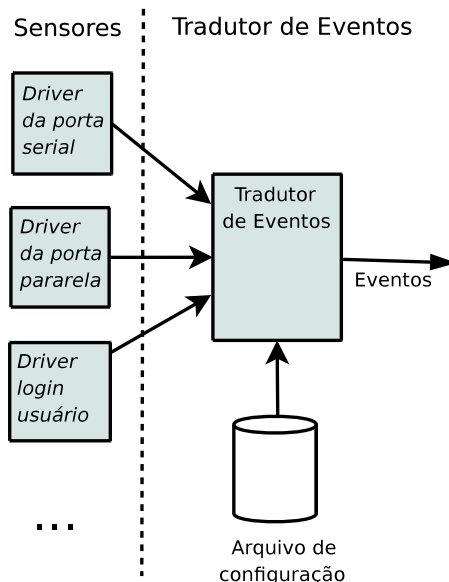 Sensores
Tradutor de Eventos
Driver
da porta
serial
Driver
da porta
pararela
Driver
login
usuário
...
Tradutor
de Eventos
Eventos
Arquivo de
configuração